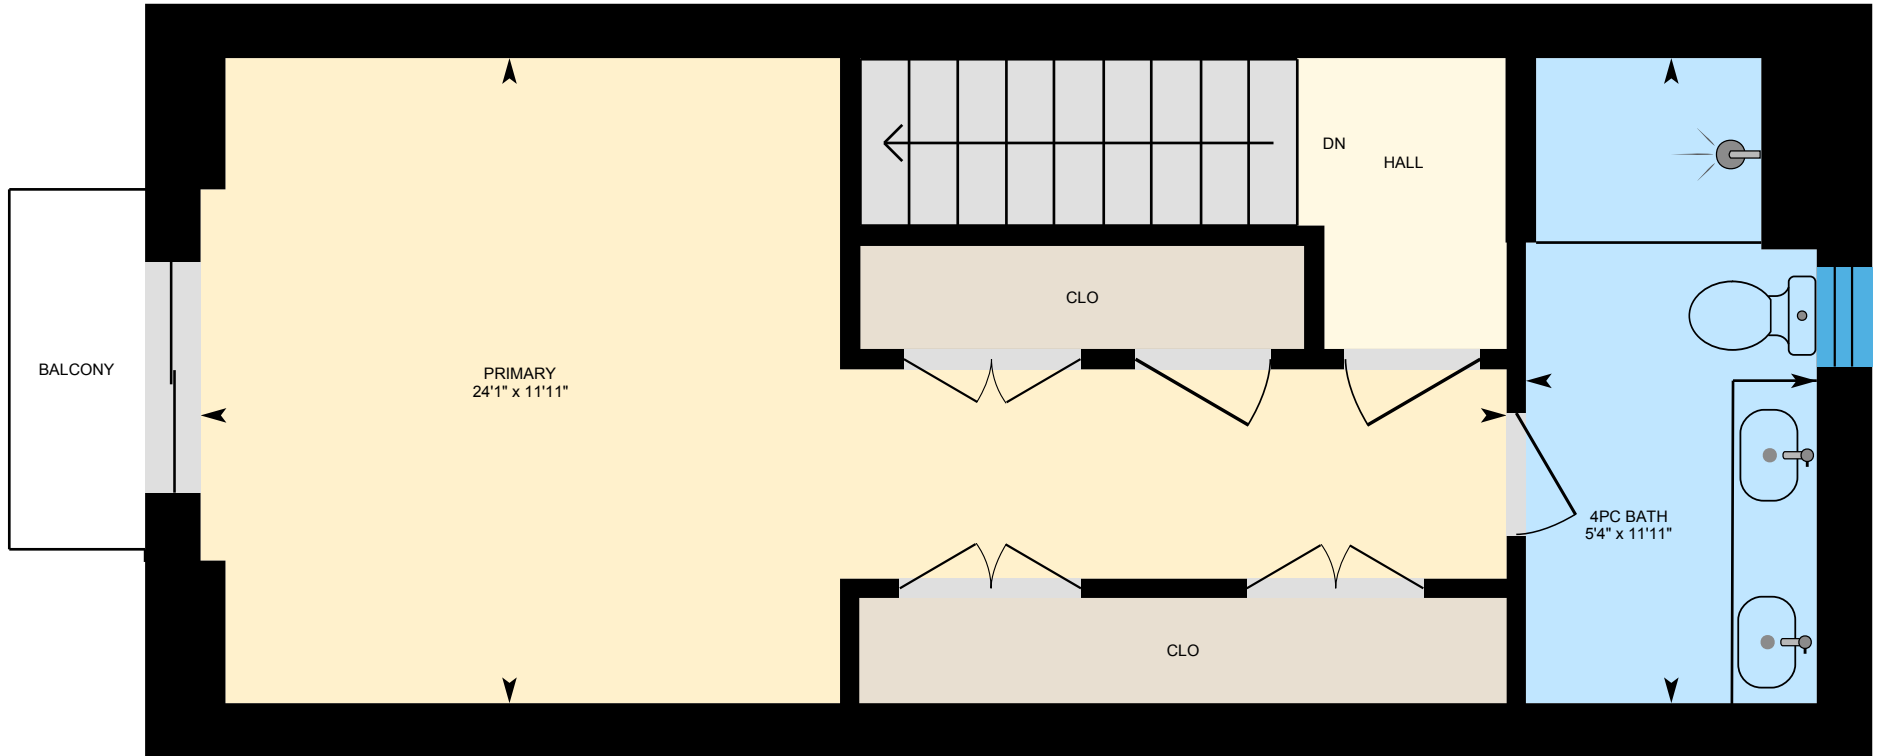 DN
HALL
CLO
BALCONY
PRIMARY
24'1" x 11'11"
4PC BATH
5'4" x 11'11"
CLO